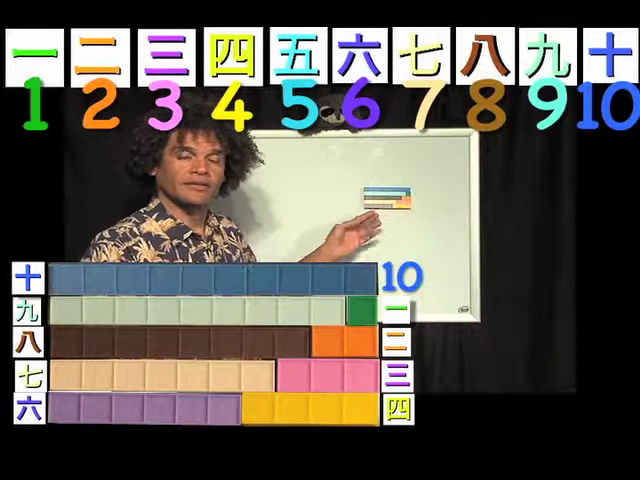 一 二 三 四 五 六 七 八 九 十
1 2 3 4 5 6 7 8 9 10
十 10
九 一
八 二
七 三
六 四